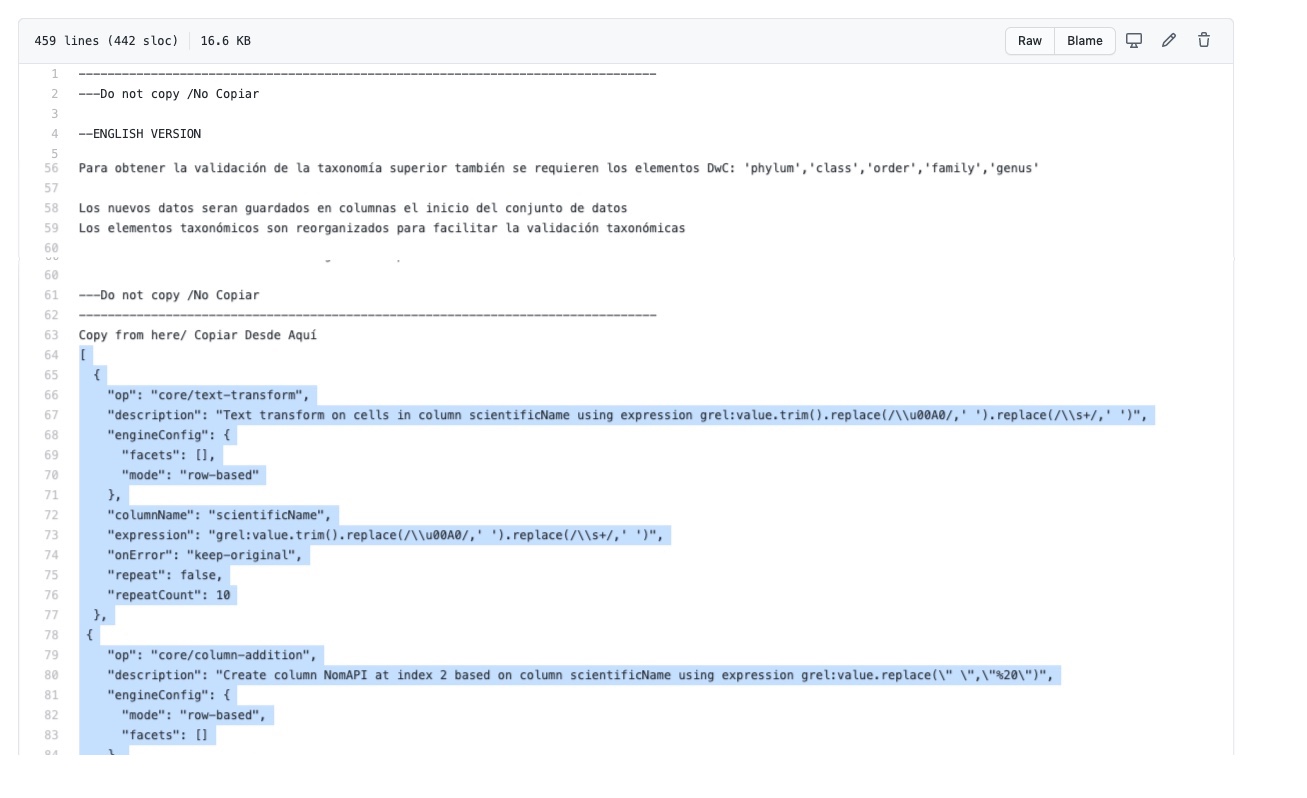 459 lines (442 sloc) 16.6 KB Raw Blame
1 --------------------------------------------------------------------------------
2 ---Do not copy /No Copiar
3
4 --ENGLISH VERSION
5
56 Para obtener la validación de la taxonomía superior también se requieren los elementos DwC: 'phylum','class','order','family','genus'
57
58 Los nuevos datos seran guardados en columnas el inicio del conjunto de datos
59 Los elementos taxonómicos son reorganizados para facilitar la validación taxonómicas
60
60
61 ---Do not copy /No Copiar
62 --------------------------------------------------------------------------------
63 Copy from here/ Copiar Desde Aquí
64 [
65 {
66 "op": "core/text-transform",
67 "description": "Text transform on cells in column scientificName using expression grel:value.trim().replace(/\\u00A0/,' ').replace(/\\s+/,' ')",
68 "engineConfig": {
69 "facets": [],
70 "mode": "row-based"
71 },
72 "columnName": "scientificName",
73 "expression": "grel:value.trim().replace(/\\u00A0/,' ').replace(/\\s+/,' ')",
74 "onError": "keep-original",
75 "repeat": false,
76 "repeatCount": 10
77 },
78 {
79 "op": "core/column-addition",
80 "description": "Create column NomAPI at index 2 based on column scientificName using expression grel:value.replace(\" \",\"%20\")",
81 "engineConfig": {
82 "mode": "row-based",
83 "facets": []
84 }